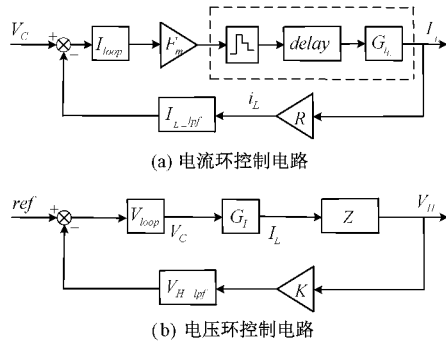 V_C + − I_loop F_m delay G_iL I_L
I_L_lpf i_L R
(a) 电流环控制电路
ref + − V_loop V_C G_I I_L Z V_H
V_H_lpf K
(b) 电压环控制电路